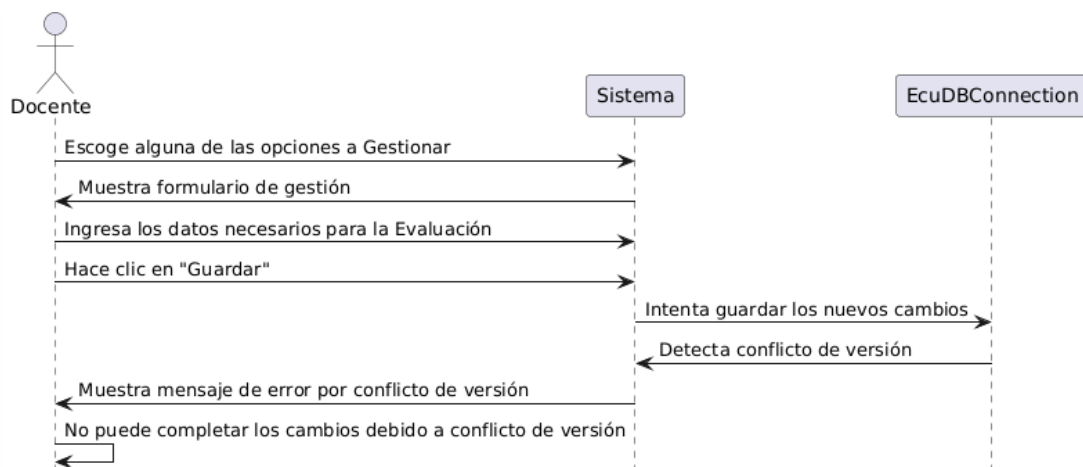 Docente
Sistema
EcuDBConnection
Escoge alguna de las opciones a Gestionar
Muestra formulario de gestión
Ingresa los datos necesarios para la Evaluación
Hace clic en "Guardar"
Intenta guardar los nuevos cambios
Detecta conflicto de versión
Muestra mensaje de error por conflicto de versión
No puede completar los cambios debido a conflicto de versión